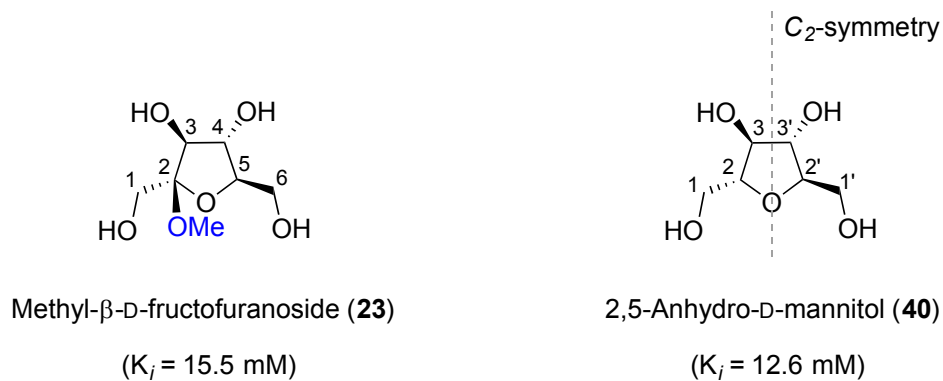 C2-symmetry
HO OH
3 4
2 5
1 6
O
HO OMe OH
HO OH
3 3'
2 2'
1 1'
O
HO OH
Methyl-β-D-fructofuranoside (23)
(Ki = 15.5 mM)
2,5-Anhydro-D-mannitol (40)
(Ki = 12.6 mM)